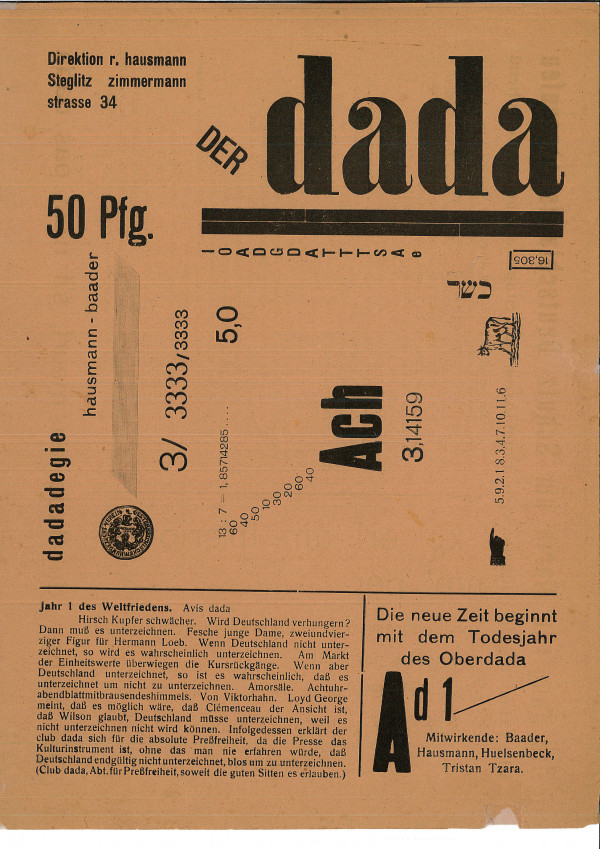 Direktion r. hausmann
Steglitz zimmermann
strasse 34
DER
dada
50 Pfg.
IOADGDATTTSAe
16,305
כשר
hausmann - baader
dadadegie
3/ 3333/3333
5,0
13 : 7 = 1,85714285....
60
40
50
10
30
20
60
40
Ach
3,14159
5.9.2.1 8.3.4.7.10.11.6
Jahr 1 des Weltfriedens. Avis dada
Hirsch Kupfer schwächer. Wird Deutschland verhungern?
Dann muß es unterzeichnen. Fesche junge Dame, zweiundvier-
ziger Figur für Hermann Loeb. Wenn Deutschland nicht unter-
zeichnet, so wird es wahrscheinlich unterzeichnen. Am Markt
der Einheitswerte überwiegen die Kursrückgänge. Wenn aber
Deutschland unterzeichnet, so ist es wahrscheinlich, daß es
unterzeichnet um nicht zu unterzeichnen. Amorsäle. Achtuhr-
abendblattmitbrausendeshimmels. Von Viktorhahn. Loyd George
meint, daß es möglich wäre, daß Clémenceau der Ansicht ist,
daß Wilson glaubt, Deutschland müsse unterzeichnen, weil es
nicht unterzeichnen nicht wird können. Infolgedessen erklärt der
club dada sich für die absolute Preßfreiheit, da die Presse das
Kulturinstrument ist, ohne das man nie erfahren würde, daß
Deutschland endgültig nicht unterzeichnet, blos um zu unterzeichnen.
(Club dada, Abt. für Preßfreiheit, soweit die guten Sitten es erlauben.)
Die neue Zeit beginnt
mit dem Todesjahr
des Oberdada
Ad 1
Mitwirkende: Baader,
Hausmann, Huelsenbeck,
Tristan Tzara.